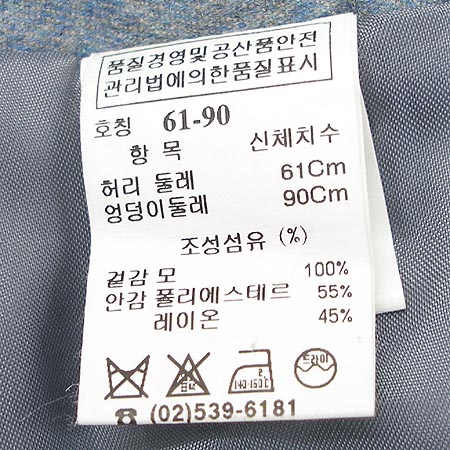 품질경영및공산품안전
관리법에의한품질표시
호칭 61-90
항 목 신체치수
허리 둘레 61Cm
엉덩이둘레 90Cm
조성섬유 (%)
겉감 모 100%
안감 폴리에스테르 55%
레이온 45%
2
140-150℃
드라이
☎ (02)539-6181